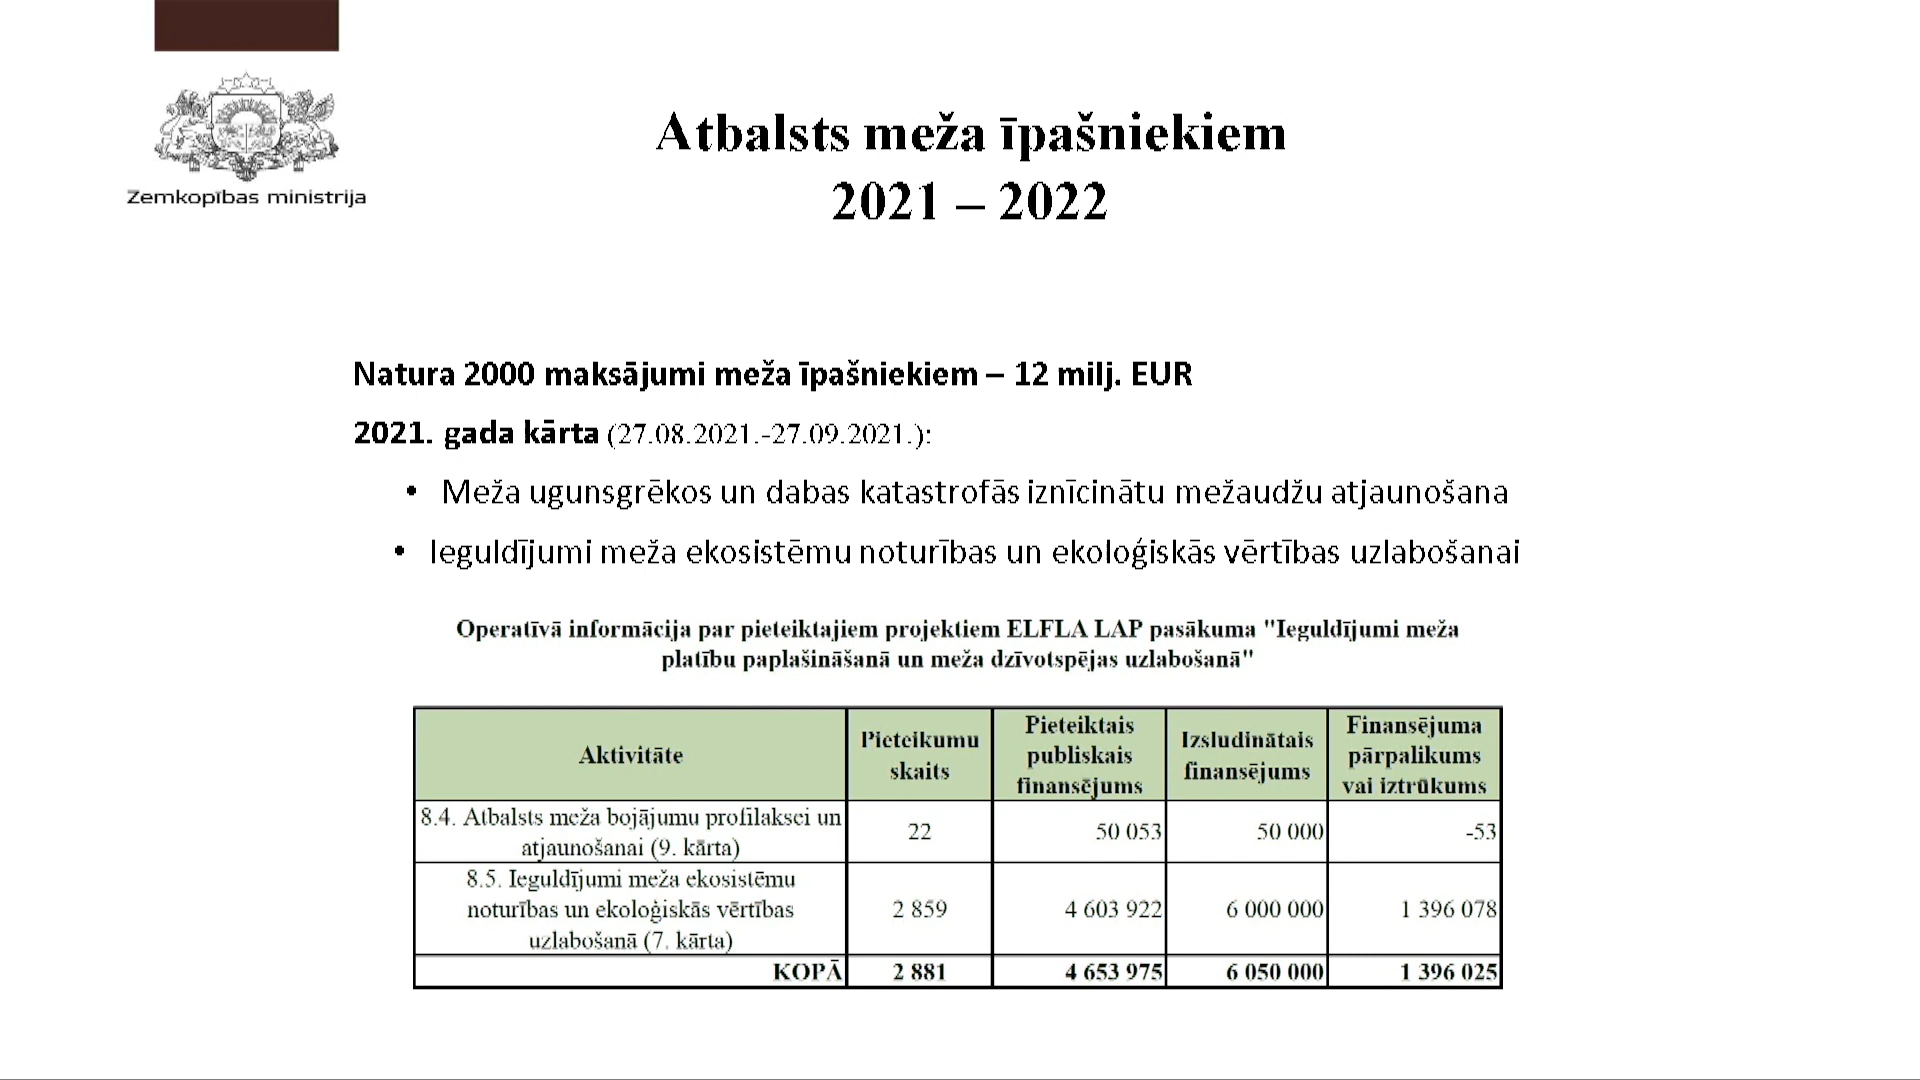 Zemkopības ministrija
Atbalsts meža īpašniekiem
2021 – 2022
Natura 2000 maksājumi meža īpašniekiem – 12 milj. EUR
2021. gada kārta (27.08.2021.-27.09.2021.):
• Meža ugunsgrēkos un dabas katastrofās iznīcinātu mežaudžu atjaunošana
• Ieguldījumi meža ekosistēmu noturības un ekoloģiskās vērtības uzlabošanai
Operatīvā informācija par pieteiktajiem projektiem ELFLA LAP pasākuma "Ieguldījumi meža
platību paplašināšanā un meža dzīvotspējas uzlabošanā"
Aktivitāte
Pieteikumu
skaits
Pieteiktais
publiskais
finansējums
Izsludinātais
finansējums
Finansējuma
pārpalikums
vai iztrūkums
8.4. Atbalsts meža bojājumu profilaksei un
atjaunošanai (9. kārta)
22
50 053
50 000
-53
8.5. Ieguldījumi meža ekosistēmu
noturības un ekoloģiskās vērtības
uzlabošanā (7. kārta)
2 859
4 603 922
6 000 000
1 396 078
KOPĀ
2 881
4 653 975
6 050 000
1 396 025